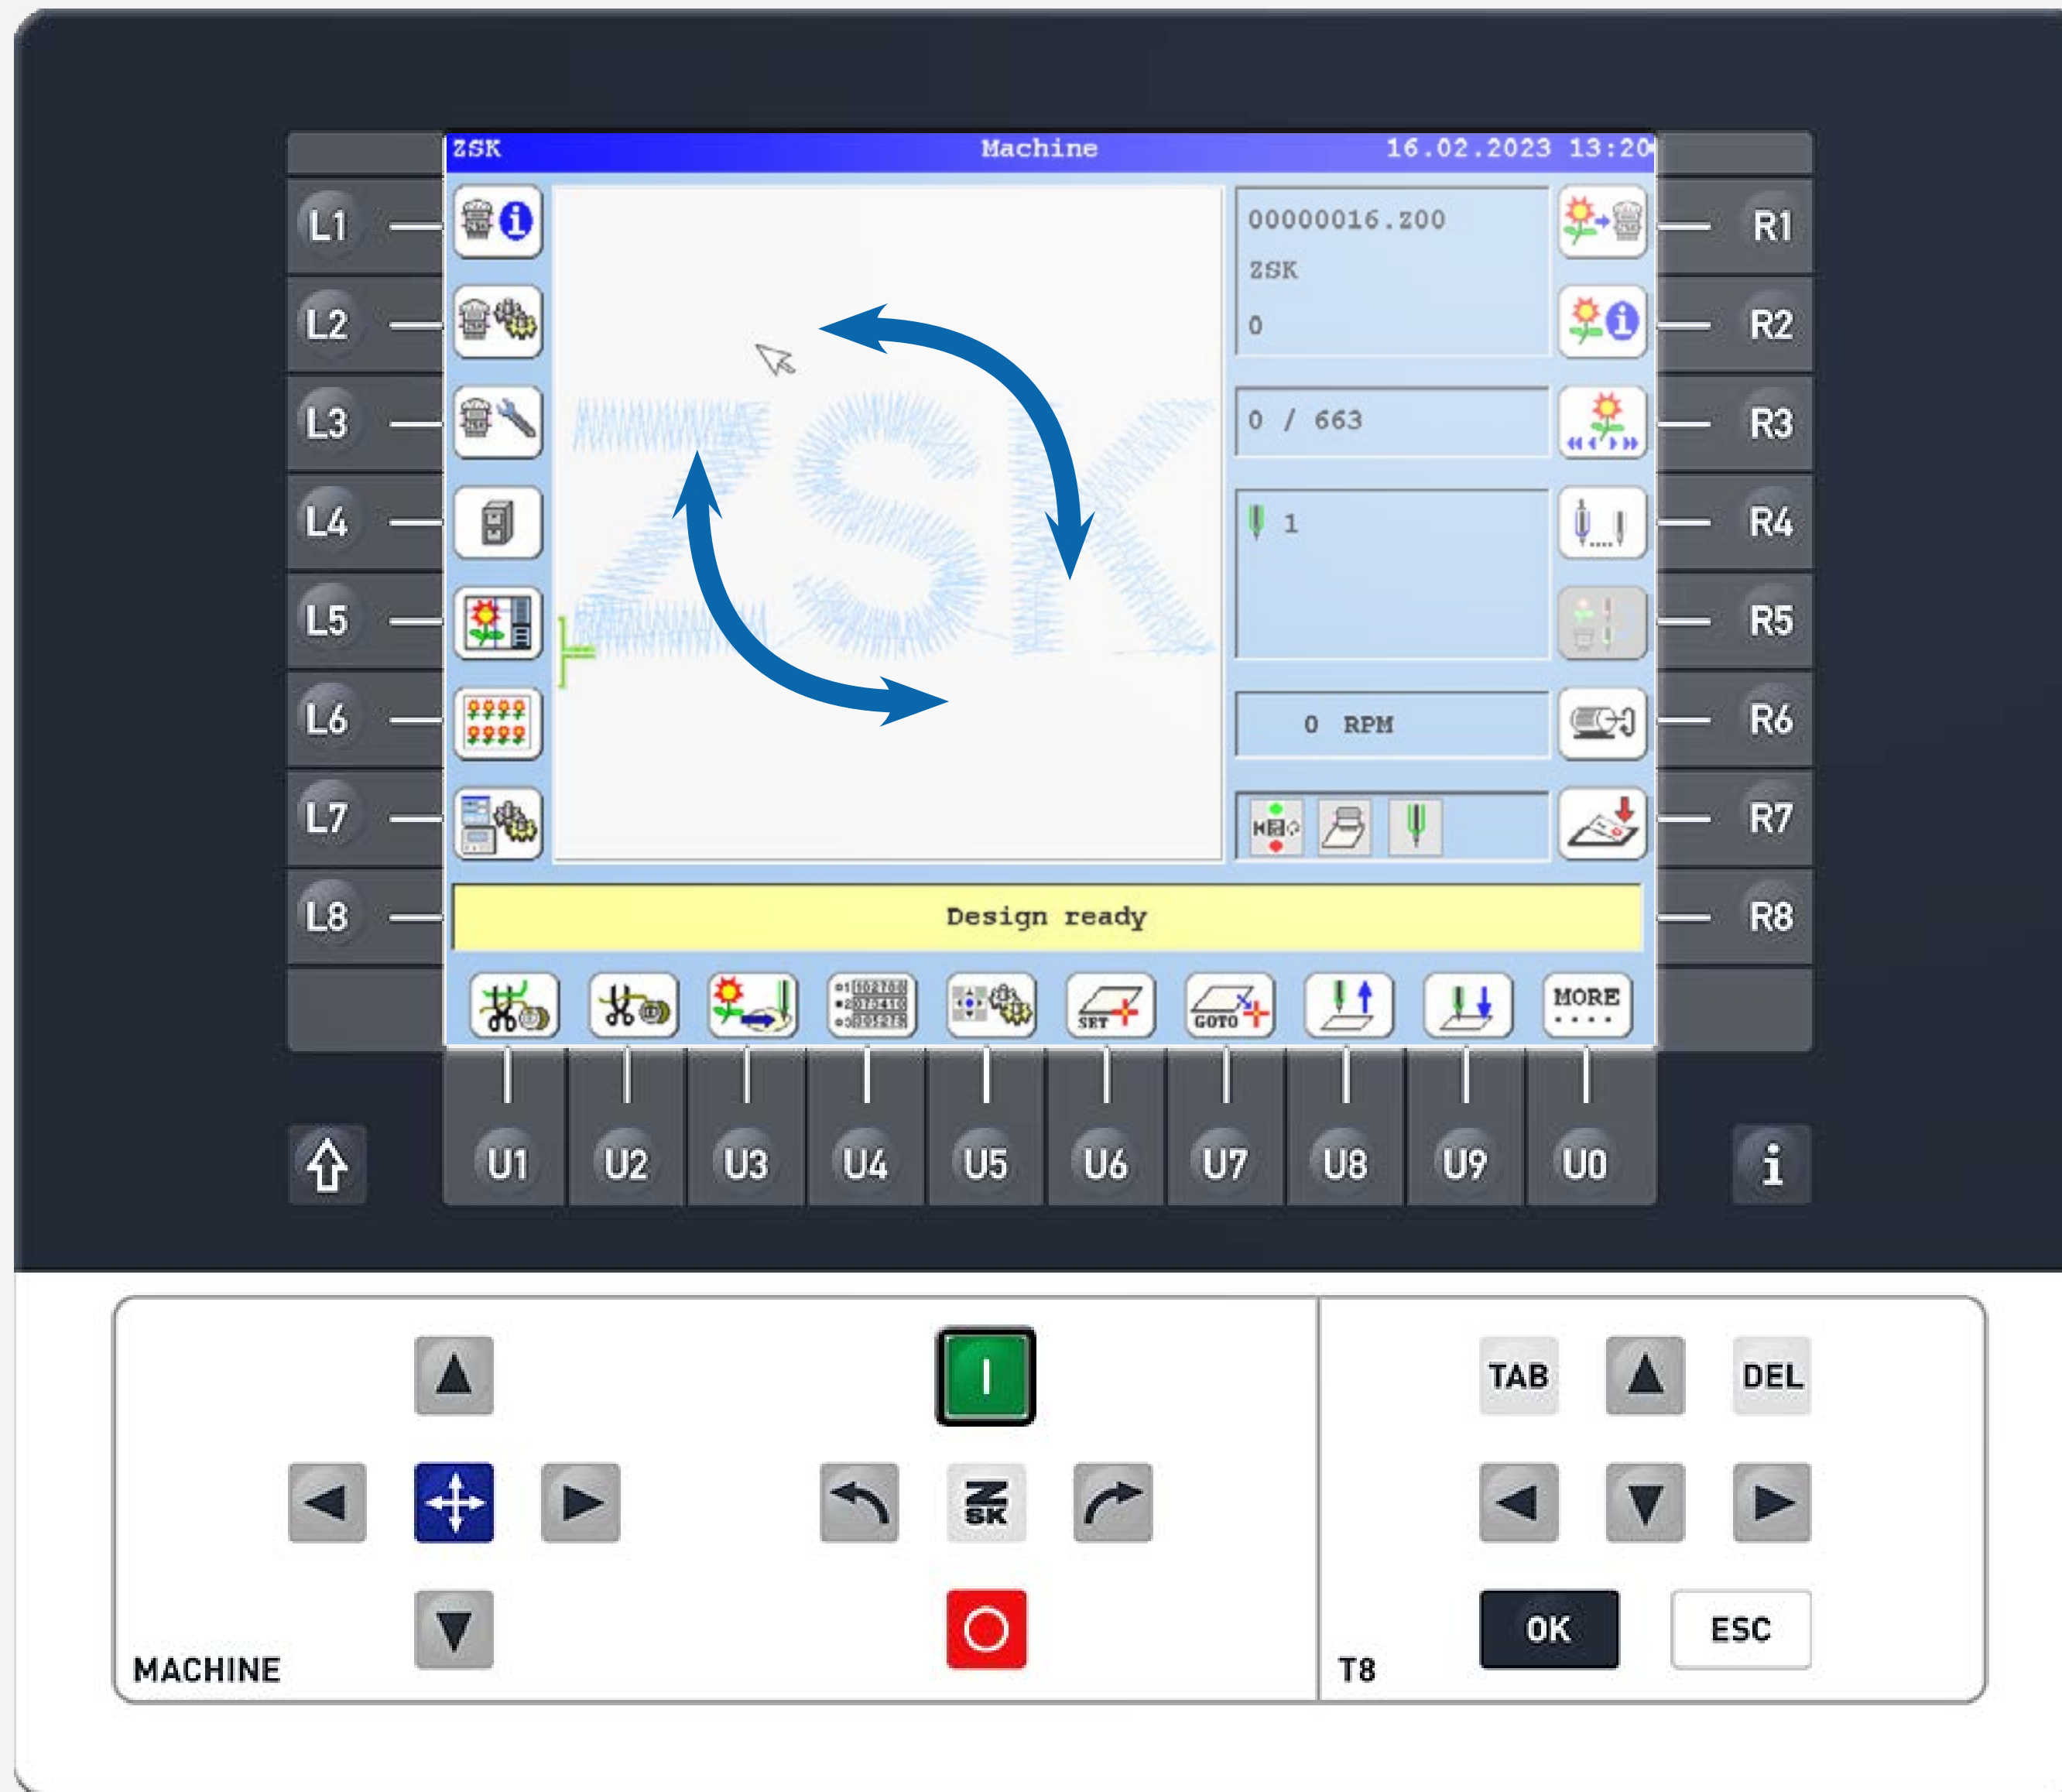 ZSK Machine 16.02.2023 13:20
L1
00000016.Z00
R1
ZSK
L2
0
R2
L3
0 / 663
R3
ZSK
L4
1
R4
L5
R5
L6
0 RPM
R6
L7
R7
L8
Design ready
R8
SET
GOTO
MORE
....
U1 U2 U3 U4 U5 U6 U7 U8 U9 U0
i
I
TAB
DEL
ZSK
OK
ESC
MACHINE
T8